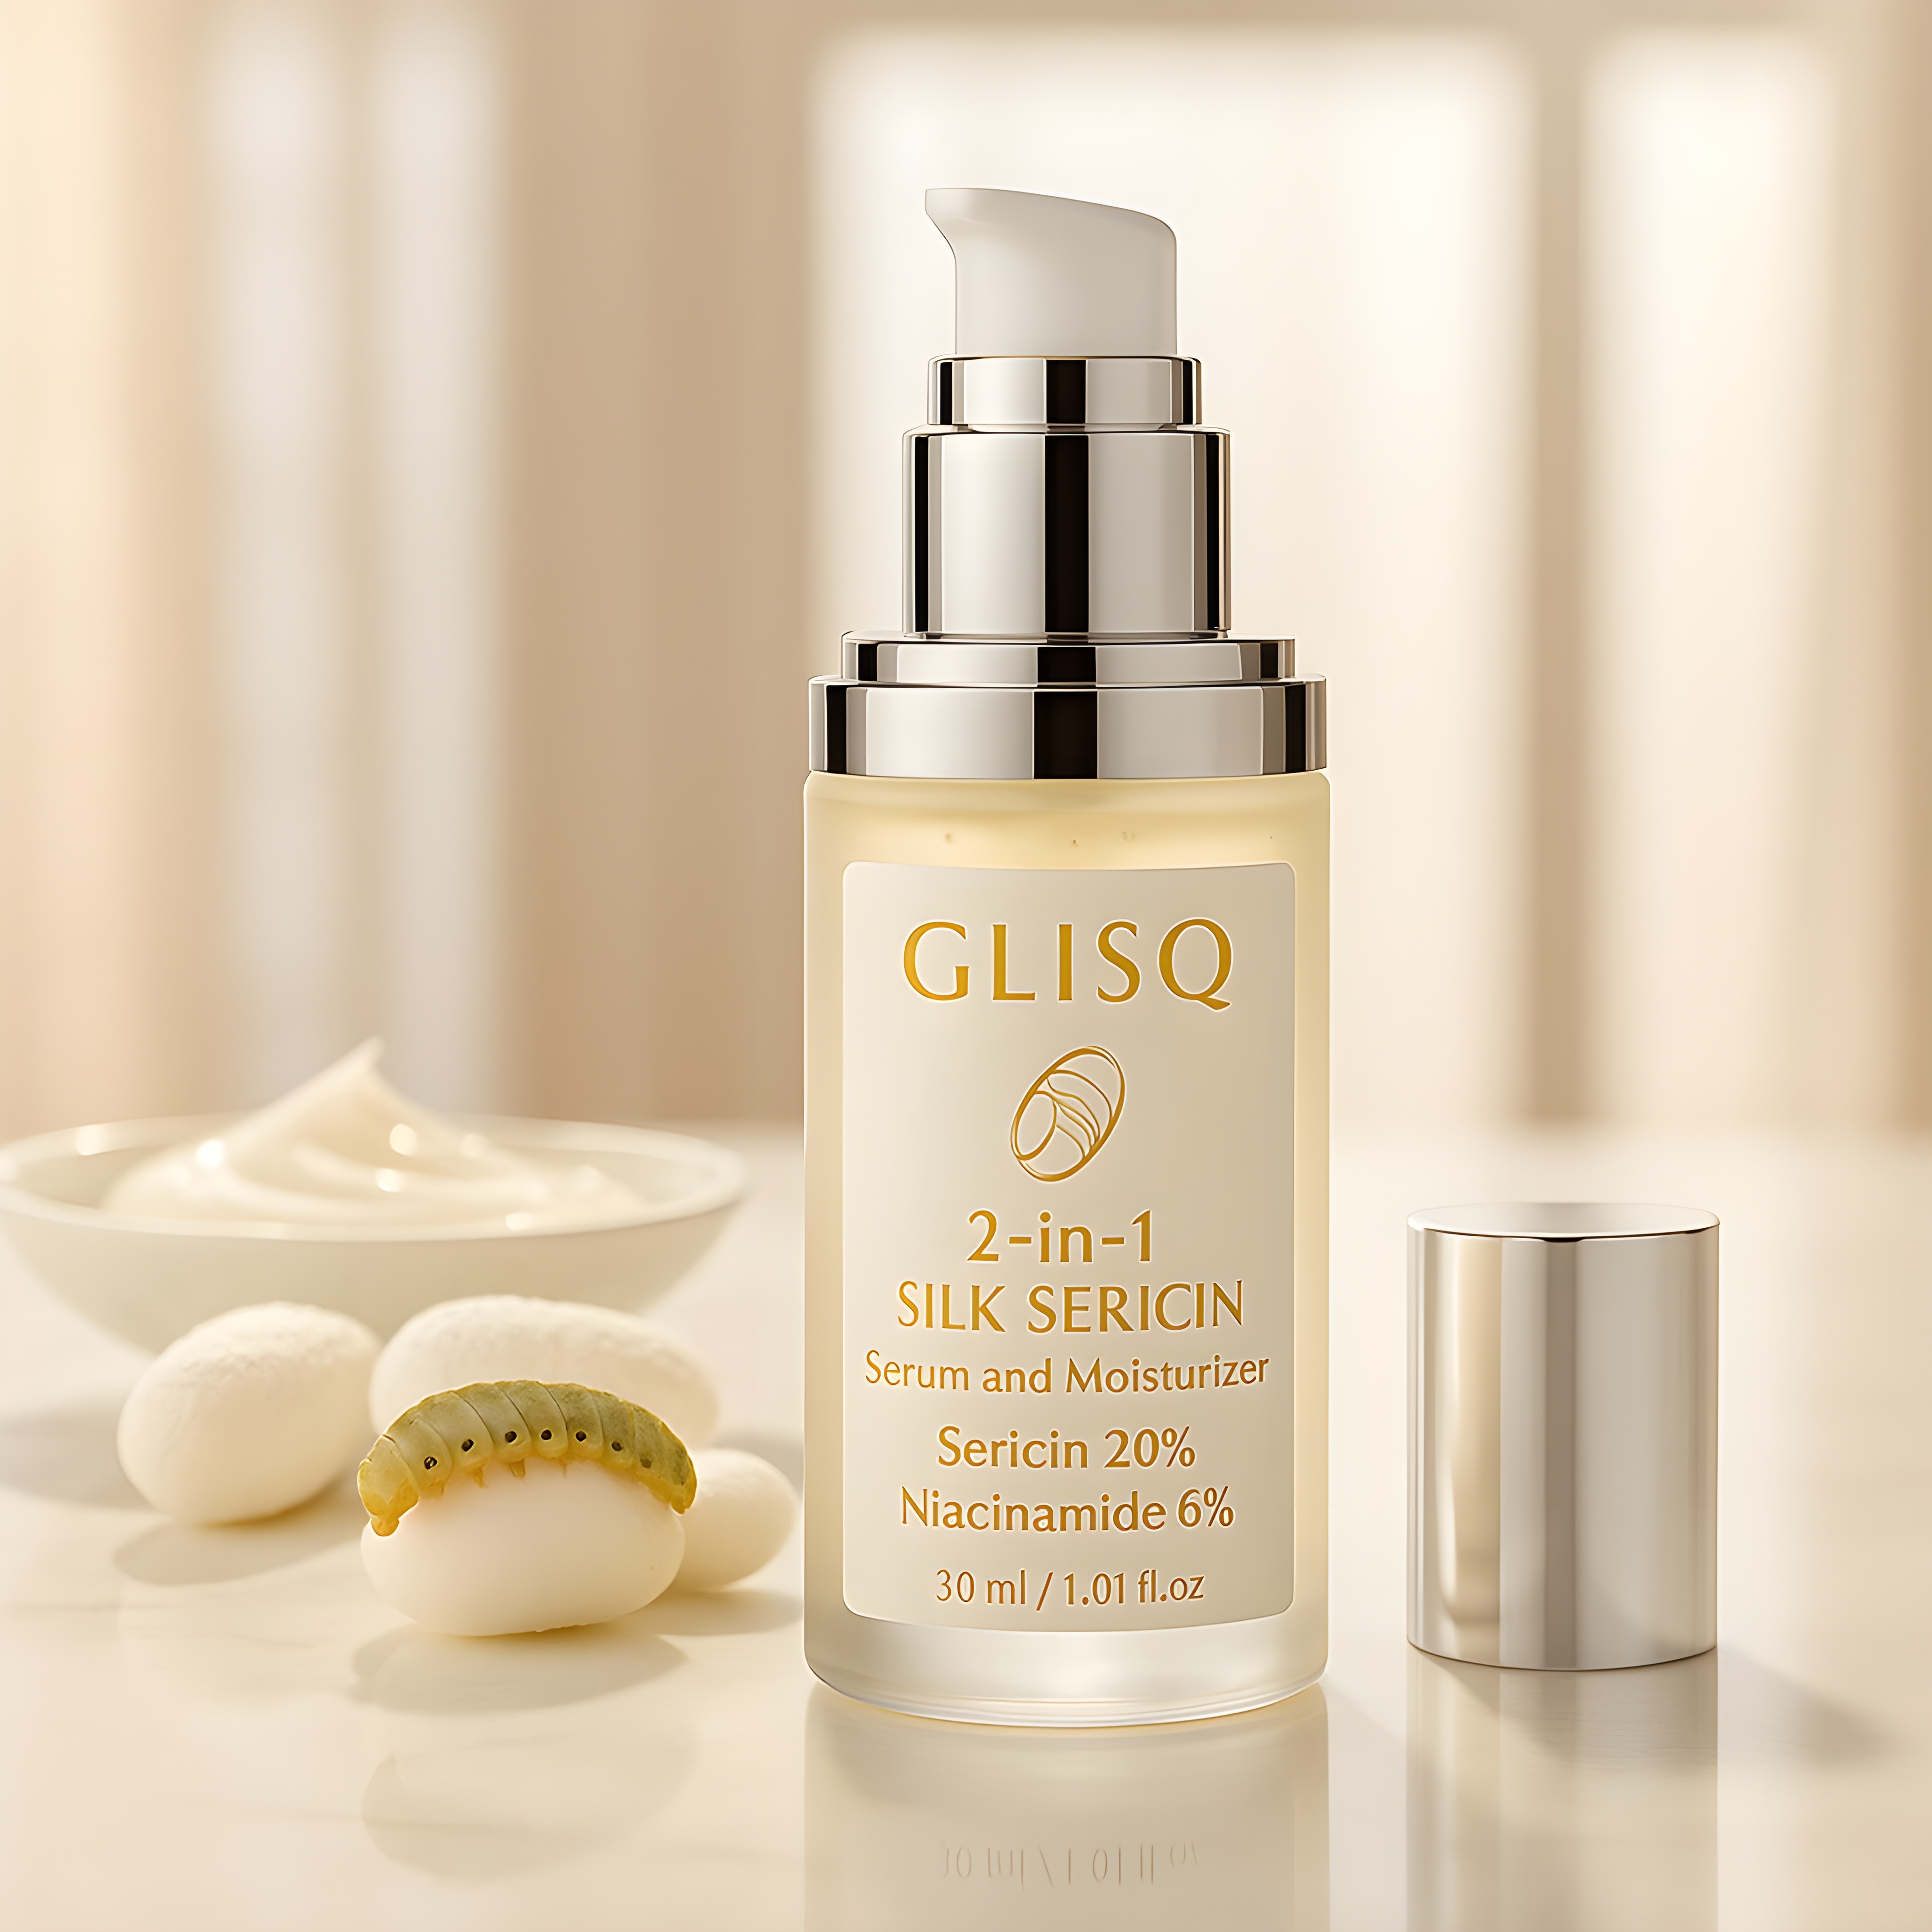 GLISQ
2-in-1
SILK SERICIN
Serum and Moisturizer
Sericin 20%
Niacinamide 6%
30 ml / 1.01 fl.oz